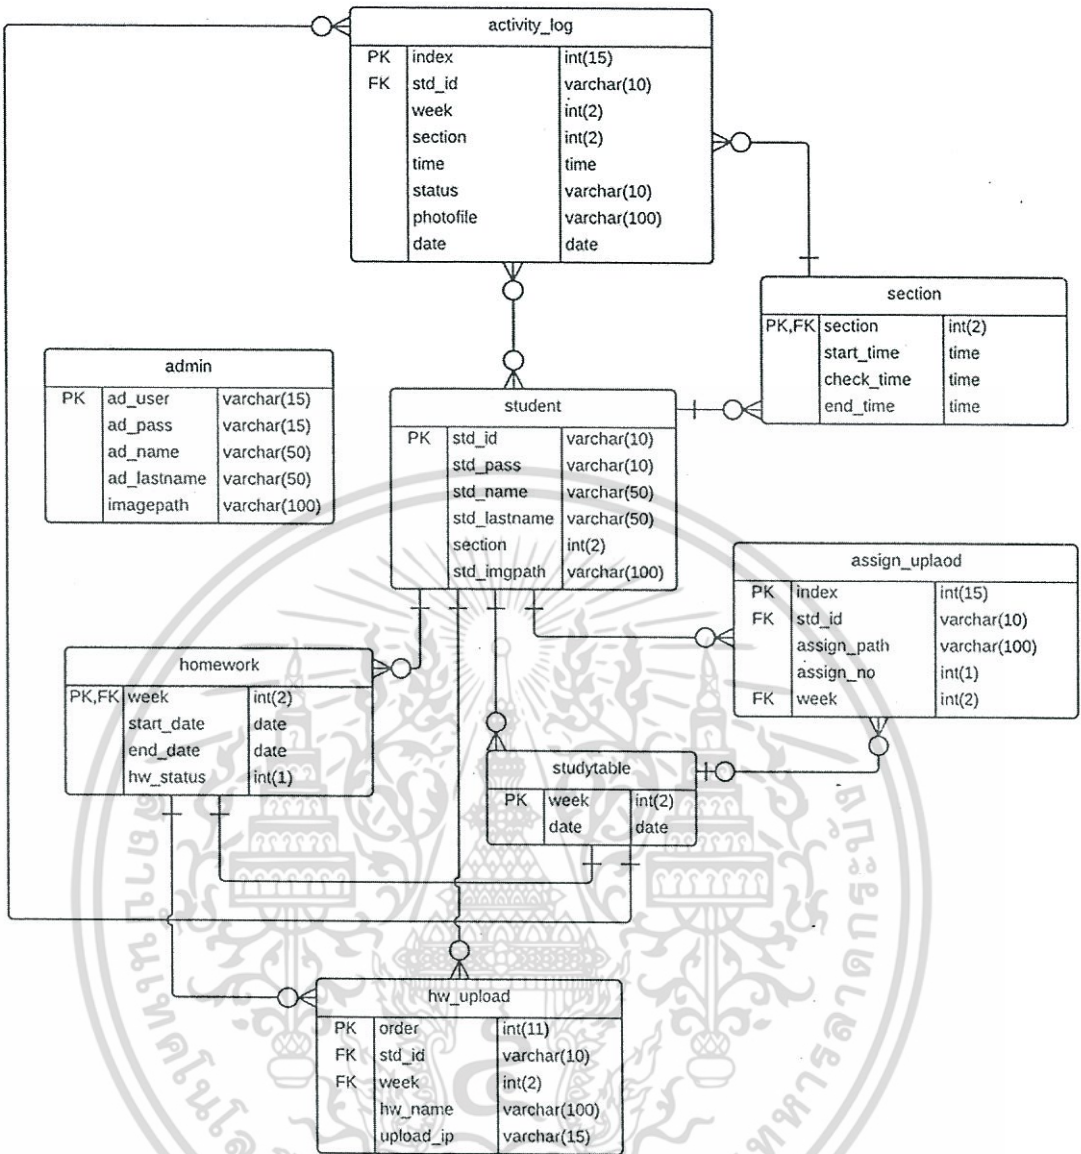 activity_log
PK index int(15)
FK std_id varchar(10)
week int(2)
section int(2)
time time
status varchar(10)
photofile varchar(100)
date date
section
PK,FK section int(2)
start_time time
check_time time
end_time time
admin
PK ad_user varchar(15)
ad_pass varchar(15)
ad_name varchar(50)
ad_lastname varchar(50)
imagepath varchar(100)
student
PK std_id varchar(10)
std_pass varchar(10)
std_name varchar(50)
std_lastname varchar(50)
section int(2)
std_imgpath varchar(100)
assign_uplaod
PK index int(15)
FK std_id varchar(10)
assign_path varchar(100)
assign_no int(1)
FK week int(2)
homework
PK,FK week int(2)
start_date date
end_date date
hw_status int(1)
studytable
PK week int(2)
date date
hw_upload
PK order int(11)
FK std_id varchar(10)
FK week int(2)
hw_name varchar(100)
upload_ip varchar(15)